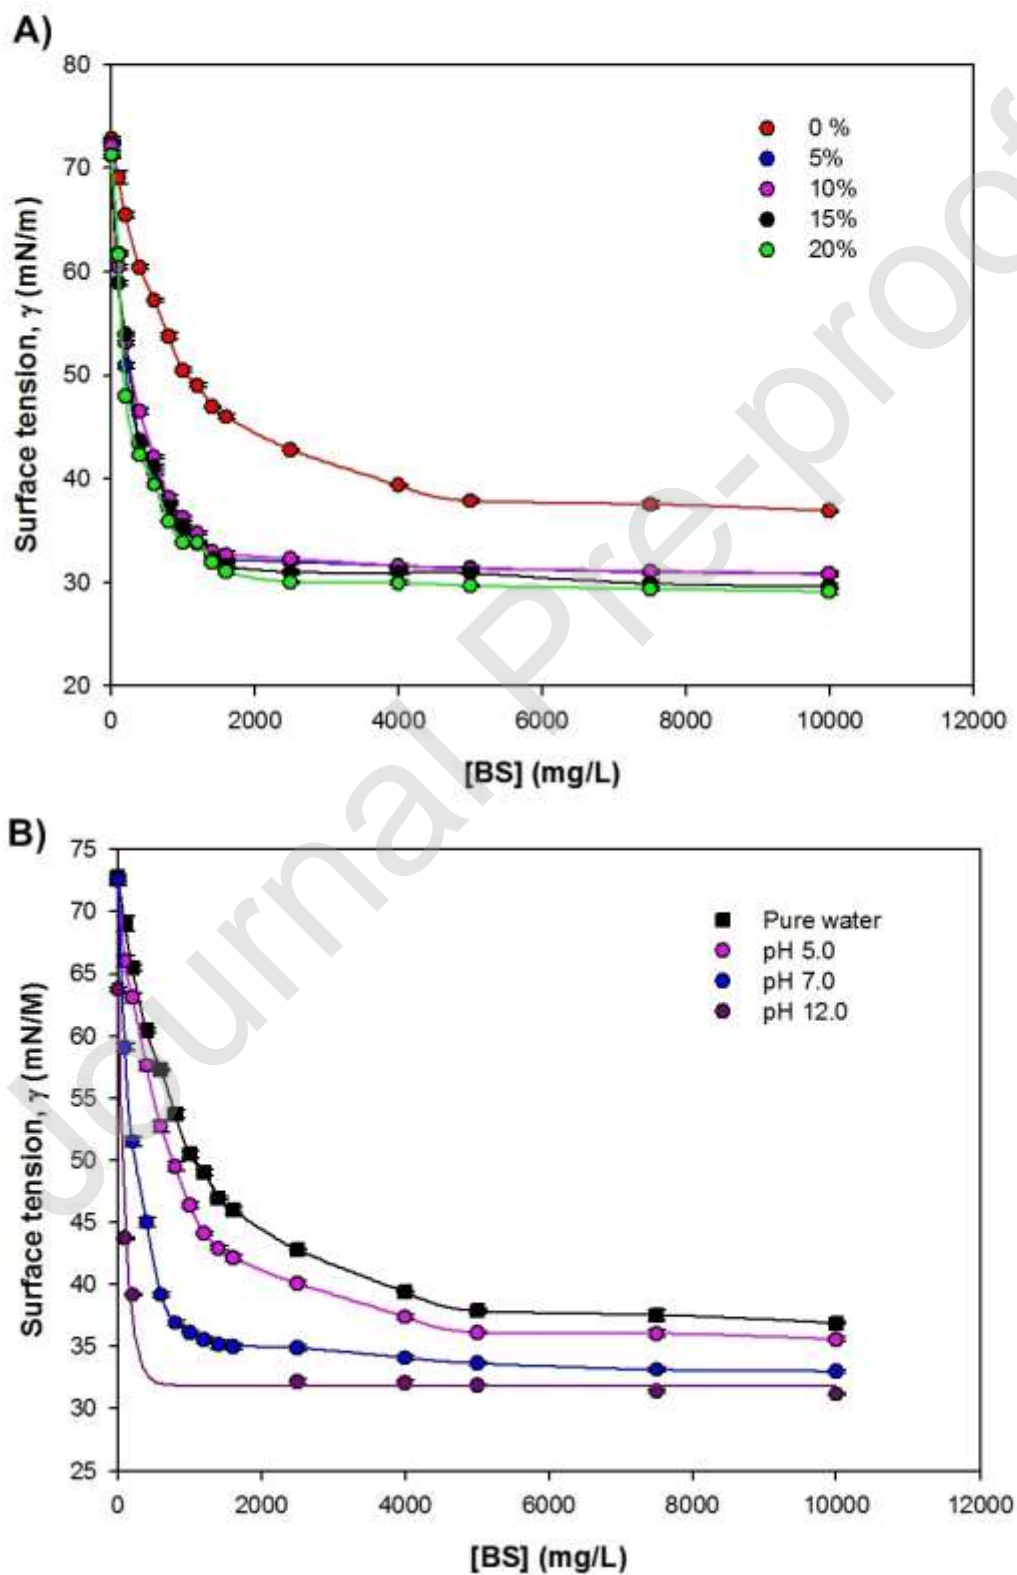 A)
80
70
60
50
40
30
20
Surface tension, γ (mN/m)
0 %
5%
10%
15%
20%
0 2000 4000 6000 8000 10000 12000
[BS] (mg/L)
B)
75
70
65
60
55
50
45
40
35
30
25
Surface tension, γ (mN/M)
Pure water
pH 5.0
pH 7.0
pH 12.0
0 2000 4000 6000 8000 10000 12000
[BS] (mg/L)
Journal Pre-proof